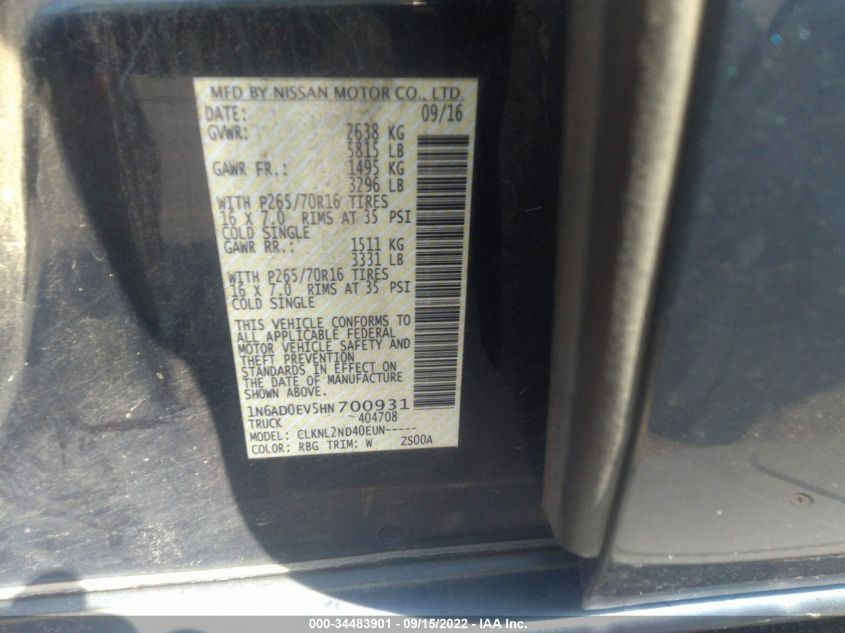 MFD BY NISSAN MOTOR CO., LTD.
DATE: 09/16
GVWR: 2638 KG
5815 LB
GAWR FR.: 1495 KG
3296 LB
WITH P265/70R16 TIRES
16 X 7.0 RIMS AT 35 PSI
COLD SINGLE
GAWR RR.: 1511 KG
3331 LB
WITH P265/70R16 TIRES
16 X 7.0 RIMS AT 35 PSI
COLD SINGLE
THIS VEHICLE CONFORMS TO
ALL APPLICABLE FEDERAL
MOTOR VEHICLE SAFETY AND
THEFT PREVENTION
STANDARDS IN EFFECT ON
THE DATE OF MANUFACTURE
SHOWN ABOVE.
1N6AD0EV5HN700931
TRUCK 404708
MODEL: CLKNL2ND40EUN-----
COLOR: RBG TRIM: W ZS00A
000-34483901 - 09/15/2022 - IAA Inc.